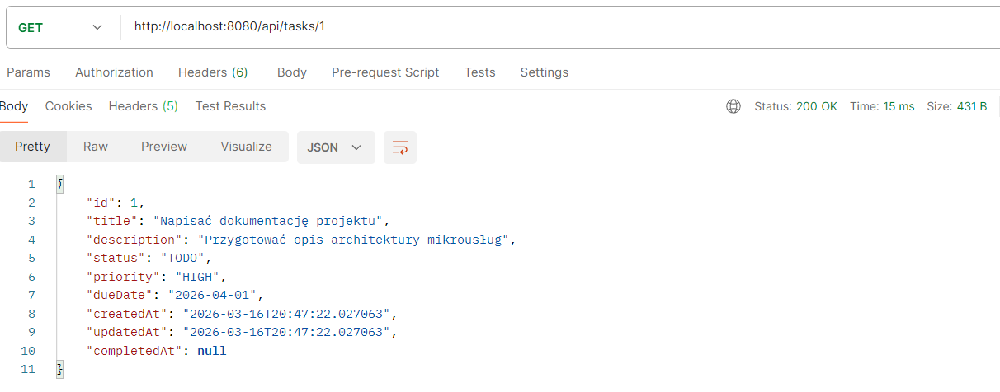 GET http://localhost:8080/api/tasks/1
Params Authorization Headers (6) Body Pre-request Script Tests Settings
Body Cookies Headers (5) Test Results Status: 200 OK Time: 15 ms Size: 431 B
Pretty Raw Preview Visualize JSON
1 {
2 "id": 1,
3 "title": "Napisać dokumentację projektu",
4 "description": "Przygotować opis architektury mikrousług",
5 "status": "TODO",
6 "priority": "HIGH",
7 "dueDate": "2026-04-01",
8 "createdAt": "2026-03-16T20:47:22.027063",
9 "updatedAt": "2026-03-16T20:47:22.027063",
10 "completedAt": null
11 }